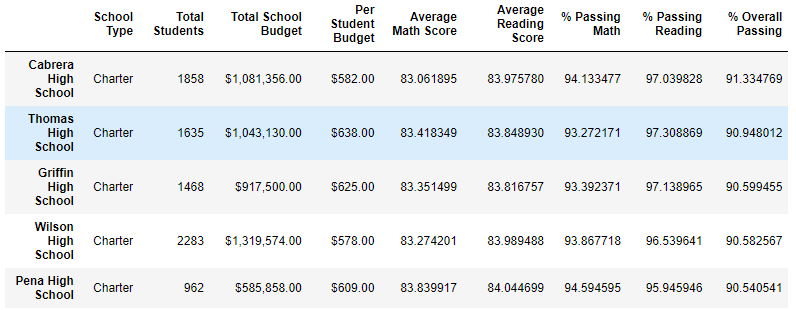 School Type Total Students Total School Budget Per Student Budget Average Math Score Average Reading Score % Passing Math % Passing Reading % Overall Passing
Cabrera High School Charter 1858 $1,081,356.00 $582.00 83.061895 83.975780 94.133477 97.039828 91.334769
Thomas High School Charter 1635 $1,043,130.00 $638.00 83.418349 83.848930 93.272171 97.308869 90.948012
Griffin High School Charter 1468 $917,500.00 $625.00 83.351499 83.816757 93.392371 97.138965 90.599455
Wilson High School Charter 2283 $1,319,574.00 $578.00 83.274201 83.989488 93.867718 96.539641 90.582567
Pena High School Charter 962 $585,858.00 $609.00 83.839917 84.044699 94.594595 95.945946 90.540541